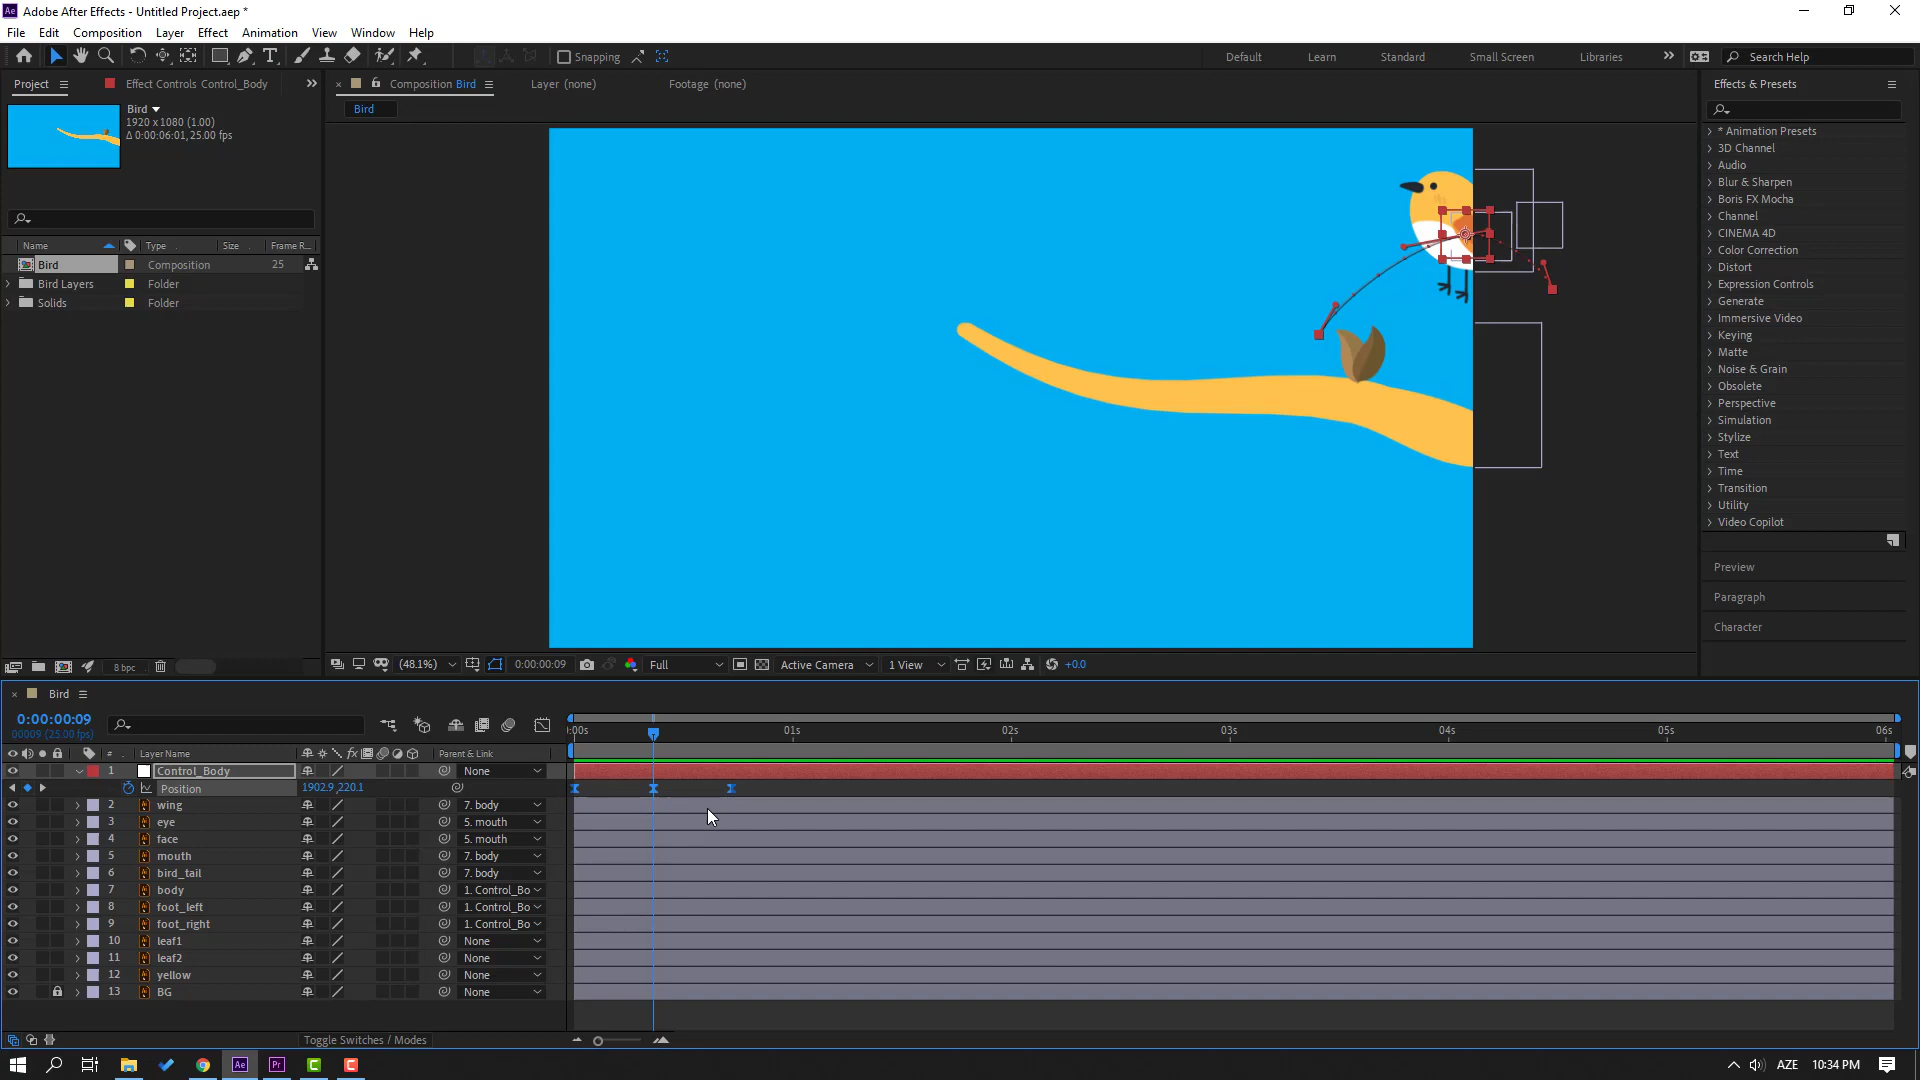 Adobe After Effects - Untitled Project.aep *
File Edit Composition Layer Effect Animation View Window Help
Snapping Default Learn Standard Small Screen Libraries Search Help
Project Effect Controls Control_Body Composition Bird Layer (none) Footage (none) Effects & Presets
Bird
1920 x 1080 (1.00)
Δ 0:00:06:01, 25.00 fps
Name Type Size Frame R
Bird Composition 25
Bird Layers Folder
Solids Folder
8 bpc
Bird
(48.1%) 0:00:00:09 Full Active Camera 1 View +0.0
* Animation Presets
3D Channel
Audio
Blur & Sharpen
Boris FX Mocha
Channel
CINEMA 4D
Color Correction
Distort
Expression Controls
Generate
Immersive Video
Keying
Matte
Noise & Grain
Obsolete
Perspective
Simulation
Stylize
Text
Time
Transition
Utility
Video Copilot
Preview
Paragraph
Character
Bird
0:00:00:09
00009 (25.00 fps)
:00s 01s 02s 03s 04s 05s 06s
# Layer Name Parent & Link
1 Control_Body None
Position 1902.9,220.1
2 wing 7. body
3 eye 5. mouth
4 face 5. mouth
5 mouth 7. body
6 bird_tail 7. body
7 body 1. Control_Bo
8 foot_left 1. Control_Bo
9 foot_right 1. Control_Bo
10 leaf1 None
11 leaf2 None
12 yellow None
13 BG None
Toggle Switches / Modes
Ae Pr C C AZE 10:34 PM